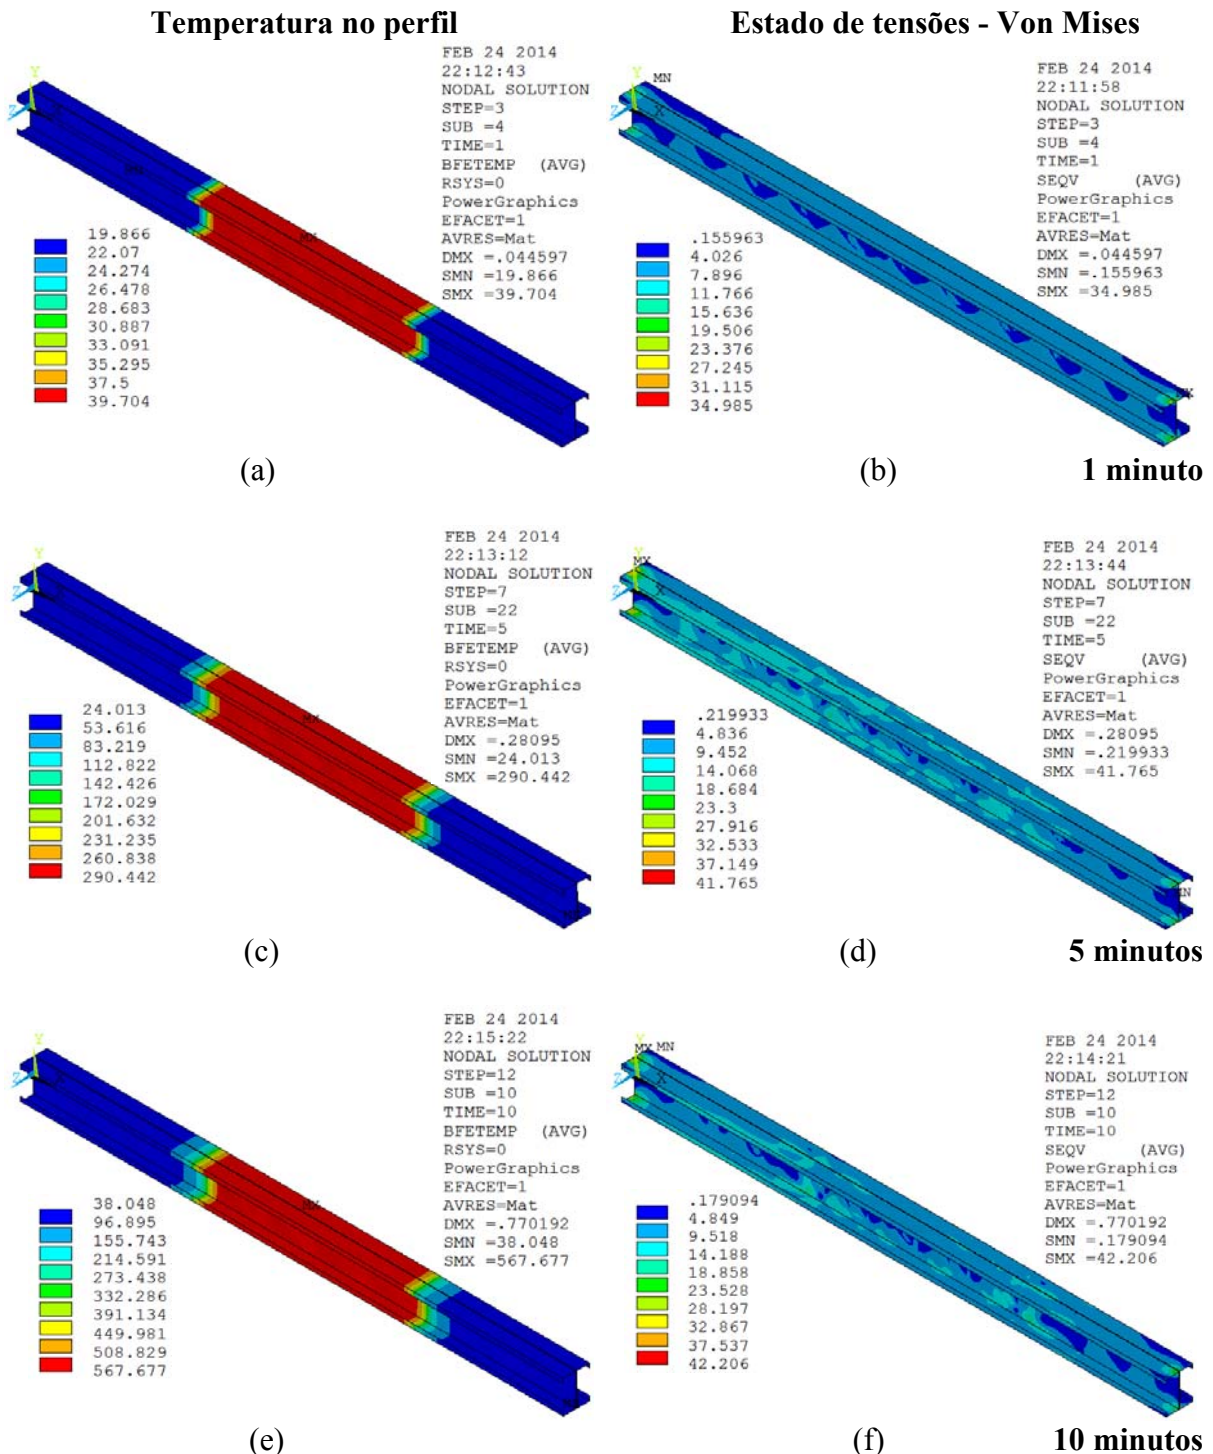 Temperatura no perfil
Estado de tensões - Von Mises
FEB 24 2014
22:12:43
NODAL SOLUTION
STEP=3
SUB =4
TIME=1
BFETEMP (AVG)
RSYS=0
PowerGraphics
EFACET=1
AVRES=Mat
DMX =.044597
SMN =19.866
SMX =39.704
Y
Z
MX
19.866
22.07
24.274
26.478
28.683
30.887
33.091
35.295
37.5
39.704
(a)
FEB 24 2014
22:11:58
NODAL SOLUTION
STEP=3
SUB =4
TIME=1
SEQV (AVG)
PowerGraphics
EFACET=1
AVRES=Mat
DMX =.044597
SMN =.155963
SMX =34.985
MN
Y
Z
X
MX
.155963
4.026
7.896
11.766
15.636
19.506
23.376
27.245
31.115
34.985
(b)
1 minuto
FEB 24 2014
22:13:12
NODAL SOLUTION
STEP=7
SUB =22
TIME=5
BFETEMP (AVG)
RSYS=0
PowerGraphics
EFACET=1
AVRES=Mat
DMX =.28095
SMN =24.013
SMX =290.442
Y
Z
MX
24.013
53.616
83.219
112.822
142.426
172.029
201.632
231.235
260.838
290.442
(c)
FEB 24 2014
22:13:44
NODAL SOLUTION
STEP=7
SUB =22
TIME=5
SEQV (AVG)
PowerGraphics
EFACET=1
AVRES=Mat
DMX =.28095
SMN =.219933
SMX =41.765
MX
Y
Z
X
MN
.219933
4.836
9.452
14.068
18.684
23.3
27.916
32.533
37.149
41.765
(d)
5 minutos
FEB 24 2014
22:15:22
NODAL SOLUTION
STEP=12
SUB =10
TIME=10
BFETEMP (AVG)
RSYS=0
PowerGraphics
EFACET=1
AVRES=Mat
DMX =.770192
SMN =38.048
SMX =567.677
Y
Z
MX
38.048
96.895
155.743
214.591
273.438
332.286
391.134
449.981
508.829
567.677
(e)
FEB 24 2014
22:14:21
NODAL SOLUTION
STEP=12
SUB =10
TIME=10
SEQV (AVG)
PowerGraphics
EFACET=1
AVRES=Mat
DMX =.770192
SMN =.179094
SMX =42.206
MX MN
Y
Z
X
.179094
4.849
9.518
14.188
18.858
23.528
28.197
32.867
37.537
42.206
(f)
10 minutos